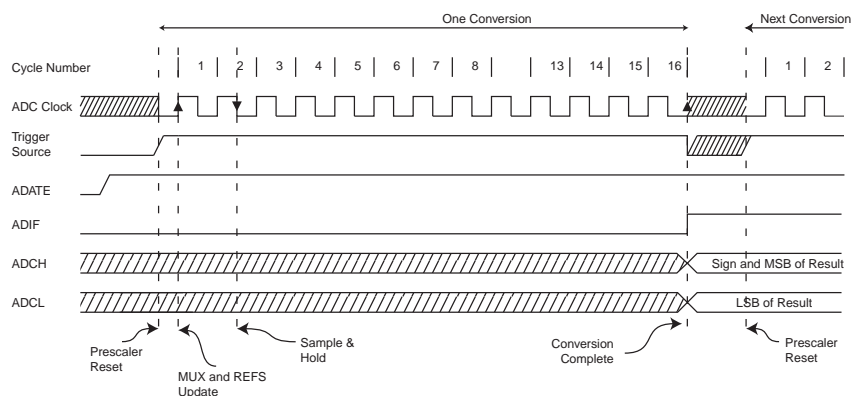 One Conversion
Next Conversion
Cycle Number
1 2 3 4 5 6 7 8 13 14 15 16 1 2
ADC Clock
Trigger
Source
ADATE
ADIF
ADCH
Sign and MSB of Result
ADCL
LSB of Result
Prescaler
Reset
MUX and REFS
Update
Sample &
Hold
Conversion
Complete
Prescaler
Reset